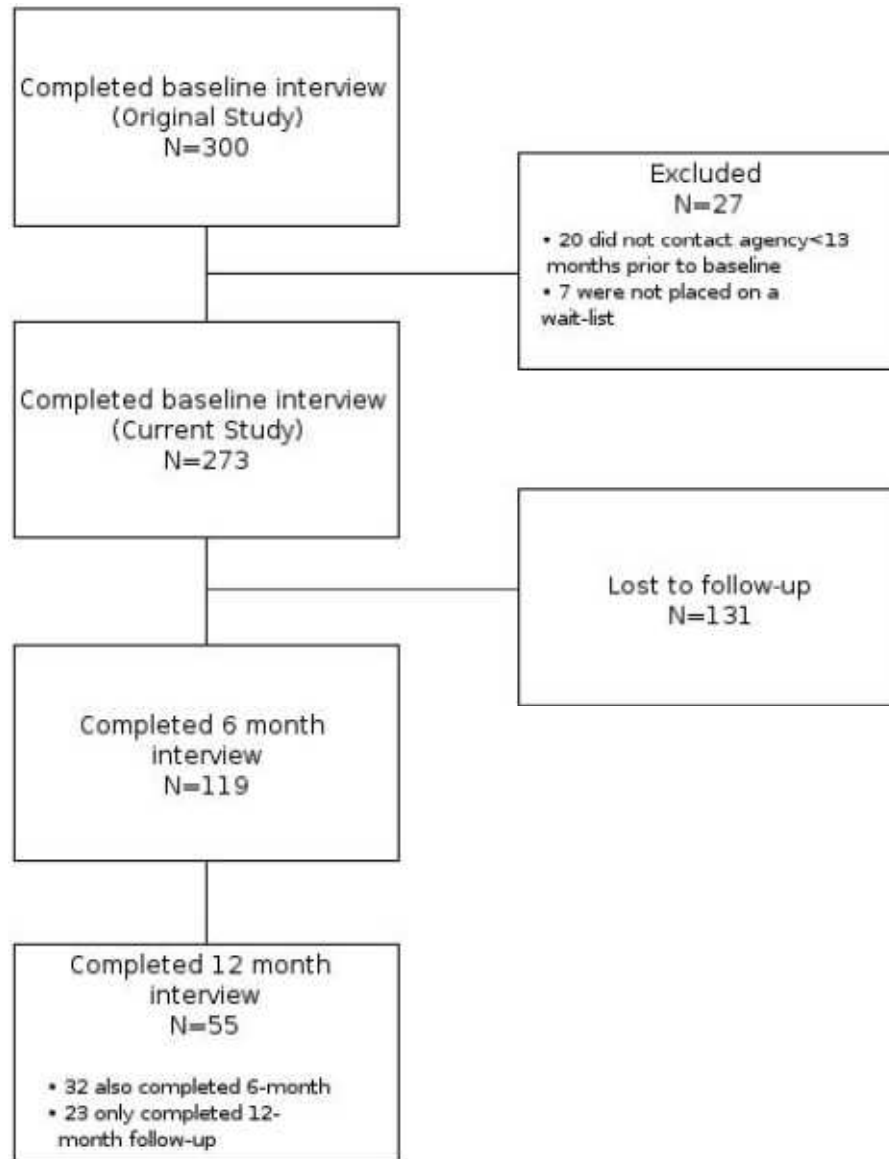 Completed baseline interview
(Original Study)
N=300
Excluded
N=27
• 20 did not contact agency<13
months prior to baseline
• 7 were not placed on a
wait-list
Completed baseline interview
(Current Study)
N=273
Lost to follow-up
N=131
Completed 6 month
interview
N=119
Completed 12 month
interview
N=55
• 32 also completed 6-month
• 23 only completed 12-
month follow-up